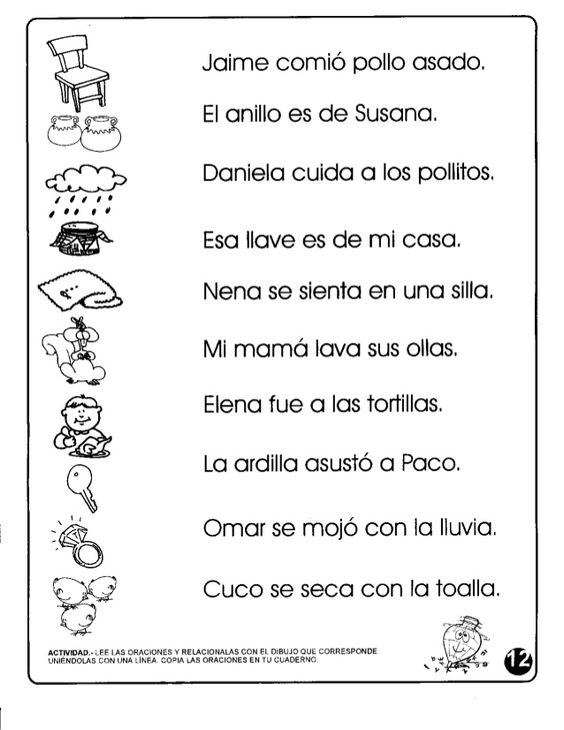 Jaime comió pollo asado.
El anillo es de Susana.
Daniela cuida a los pollitos.
Esa llave es de mi casa.
Nena se sienta en una silla.
Mi mamá lava sus ollas.
Elena fue a las tortillas.
La ardilla asustó a Paco.
Omar se mojó con la lluvia.
Cuco se seca con la toalla.
ACTIVIDAD.- LEE LAS ORACIONES Y RELACIONALAS CON EL DIBUJO QUE CORRESPONDE
UNIÉNDOLAS CON UNA LÍNEA. COPIA LAS ORACIONES EN TU CUADERNO.
12